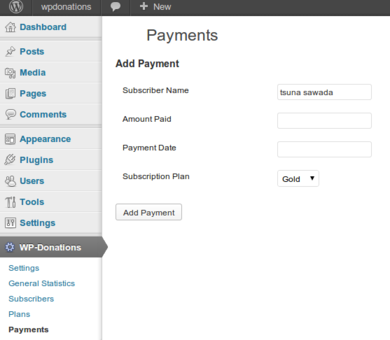 wpdonations + New
Dashboard
Posts
Media
Pages
Comments
Appearance
Plugins
Users
Tools
Settings
WP-Donations
Settings
General Statistics
Subscribers
Plans
Payments
Payments
Add Payment
Subscriber Name tsuna sawada
Amount Paid
Payment Date
Subscription Plan Gold
Add Payment